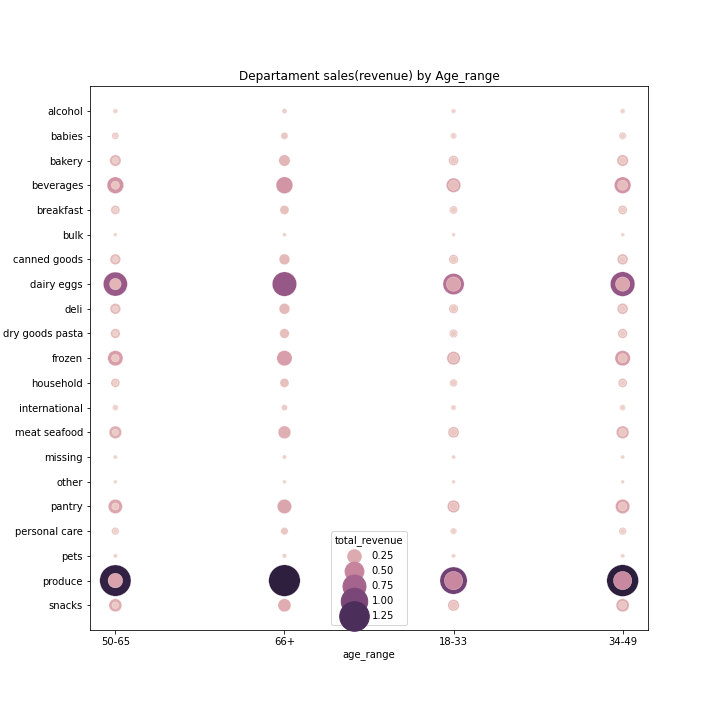 Departament sales(revenue) by Age_range
alcohol
babies
bakery
beverages
breakfast
bulk
canned goods
dairy eggs
deli
dry goods pasta
frozen
household
international
meat seafood
missing
other
pantry
personal care
pets
produce
snacks
total_revenue
0.25
0.50
0.75
1.00
1.25
50-65 66+ 18-33 34-49
age_range